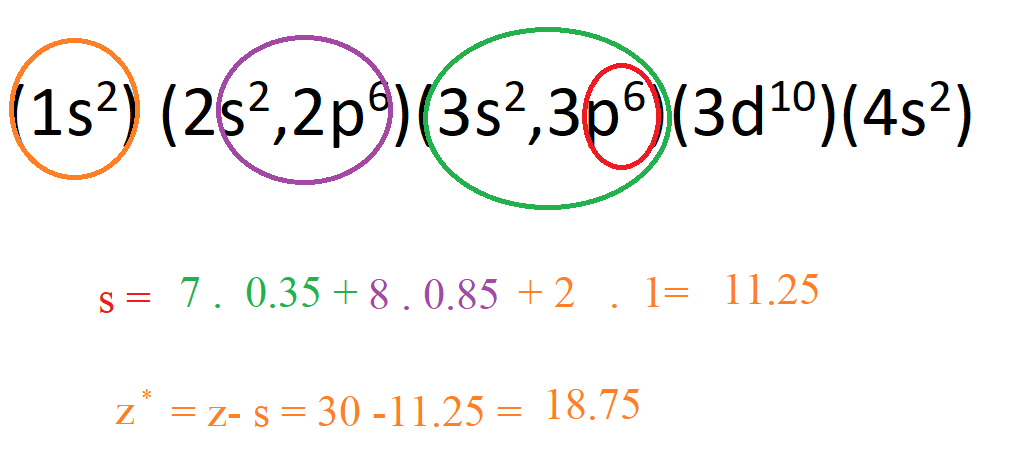 (1s²) (2s²,2p⁶)(3s²,3p⁶)(3d¹⁰)(4s²)
s = 7 . 0.35 + 8 . 0.85 + 2 . 1= 11.25
z* = z- s = 30 -11.25 = 18.75